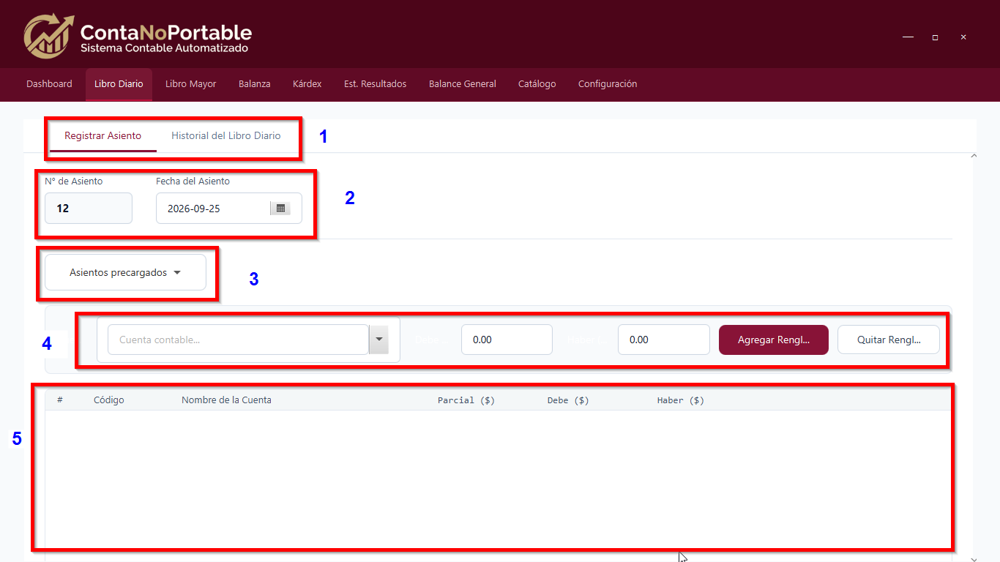 ContaNoPortable
Sistema Contable Automatizado
Dashboard Libro Diario Libro Mayor Balanza Kárdex Est. Resultados Balance General Catálogo Configuración
Registrar Asiento Historial del Libro Diario 1
N° de Asiento Fecha del Asiento
2
12 2026-09-25
Asientos precargados 3
4 Cuenta contable... Debe 0.00 Haber 0.00 Agregar Rengl... Quitar Rengl...
# Código Nombre de la Cuenta Parcial ($) Debe ($) Haber ($)
5